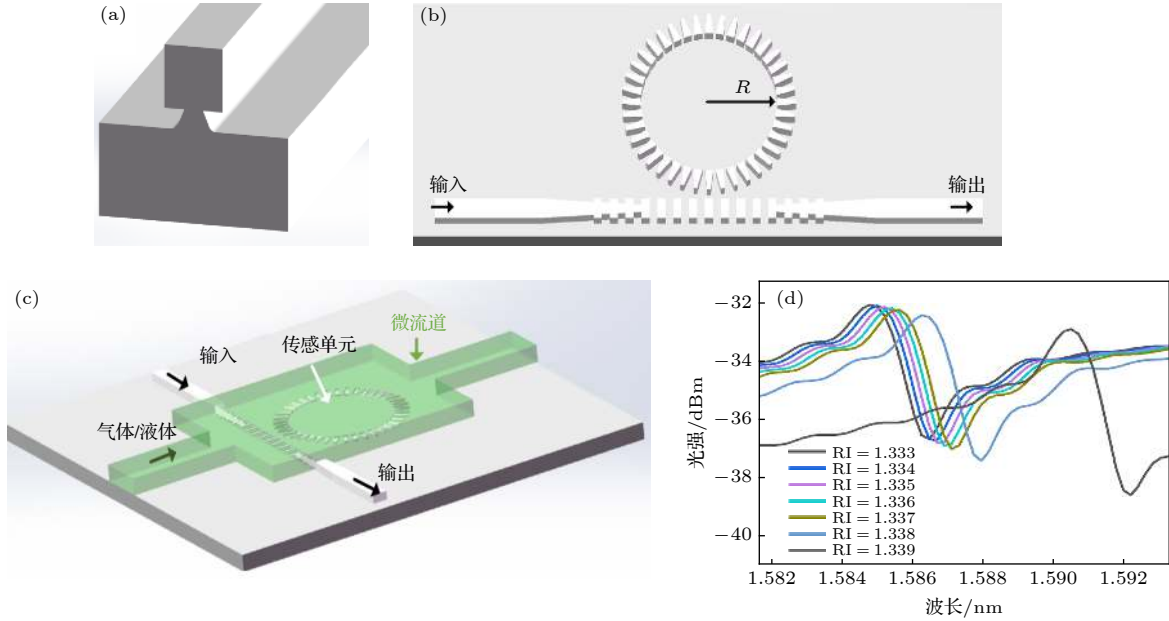 (a)
(b)
R
输入
输出
(c)
微流道
传感单元
输入
气体/液体
输出
(d)
光强/dBm
−32
−34
−36
−38
−40
RI = 1.333
RI = 1.334
RI = 1.335
RI = 1.336
RI = 1.337
RI = 1.338
RI = 1.339
1.582 1.584 1.586 1.588 1.590 1.592
波长/nm